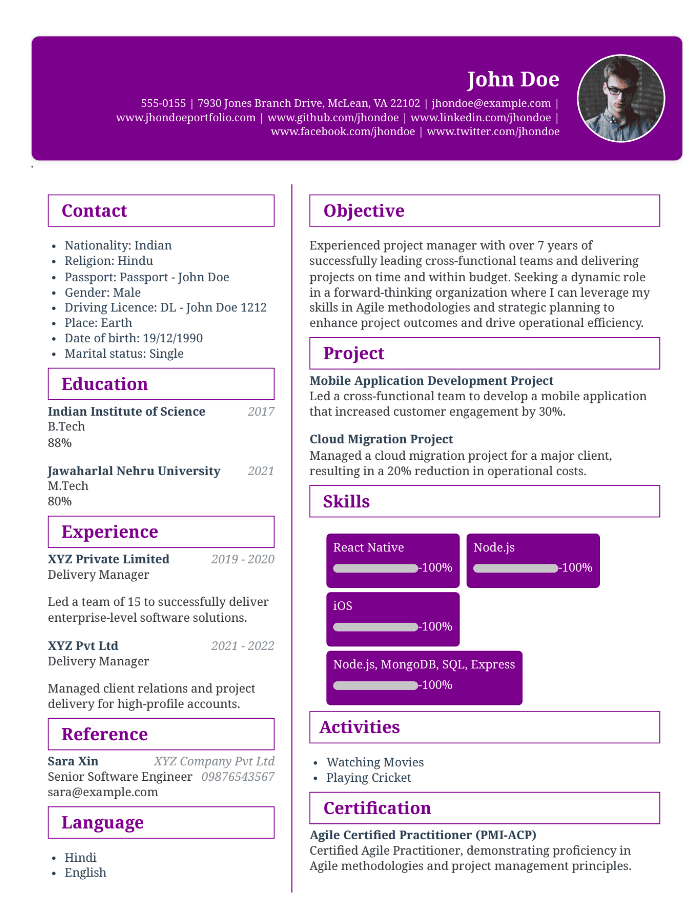 John Doe
555-0155 | 7930 Jones Branch Drive, McLean, VA 22102 | jhondoe@example.com |
www.jhondoeportfolio.com | www.github.com/jhondoe | www.linkedin.com/jhondoe |
www.facebook.com/jhondoe | www.twitter.com/jhondoe
Contact
• Nationality: Indian
• Religion: Hindu
• Passport: Passport - John Doe
• Gender: Male
• Driving Licence: DL - John Doe 1212
• Place: Earth
• Date of birth: 19/12/1990
• Marital status: Single
Education
Indian Institute of Science 2017
B.Tech
88%
Jawaharlal Nehru University 2021
M.Tech
80%
Experience
XYZ Private Limited 2019 - 2020
Delivery Manager
Led a team of 15 to successfully deliver
enterprise-level software solutions.
XYZ Pvt Ltd 2021 - 2022
Delivery Manager
Managed client relations and project
delivery for high-profile accounts.
Reference
Sara Xin XYZ Company Pvt Ltd
Senior Software Engineer 09876543567
sara@example.com
Language
• Hindi
• English
Objective
Experienced project manager with over 7 years of
successfully leading cross-functional teams and delivering
projects on time and within budget. Seeking a dynamic role
in a forward-thinking organization where I can leverage my
skills in Agile methodologies and strategic planning to
enhance project outcomes and drive operational efficiency.
Project
Mobile Application Development Project
Led a cross-functional team to develop a mobile application
that increased customer engagement by 30%.
Cloud Migration Project
Managed a cloud migration project for a major client,
resulting in a 20% reduction in operational costs.
Skills
React Native
-100%
Node.js
-100%
iOS
-100%
Node.js, MongoDB, SQL, Express
-100%
Activities
• Watching Movies
• Playing Cricket
Certification
Agile Certified Practitioner (PMI-ACP)
Certified Agile Practitioner, demonstrating proficiency in
Agile methodologies and project management principles.